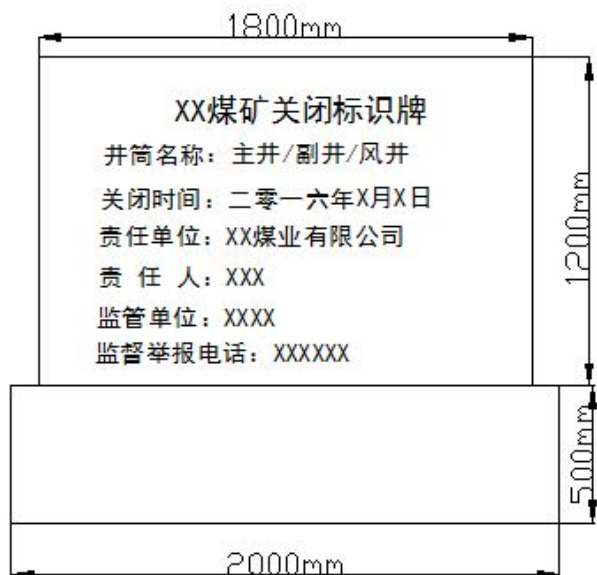 1800mm
XX煤矿关闭标识牌
井筒名称：主井/副井/风井
关闭时间：二零一六年X月X日
责任单位：XX煤业有限公司
责 任 人：XXX
监管单位：XXXX
监督举报电话：XXXXXX
1200mm
500mm
2000mm